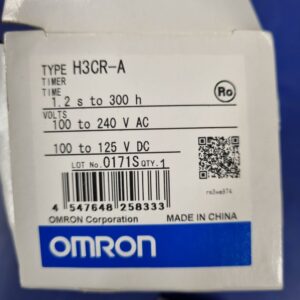 TYPE H3CR-A
TIMER
TIME
1.2 s to 300 h
VOLTS
100 to 240 V AC
100 to 125 V DC
LOT No. 0171S QTY. 1
4 547648 258333
OMRON Corporation
MADE IN CHINA
OMRON